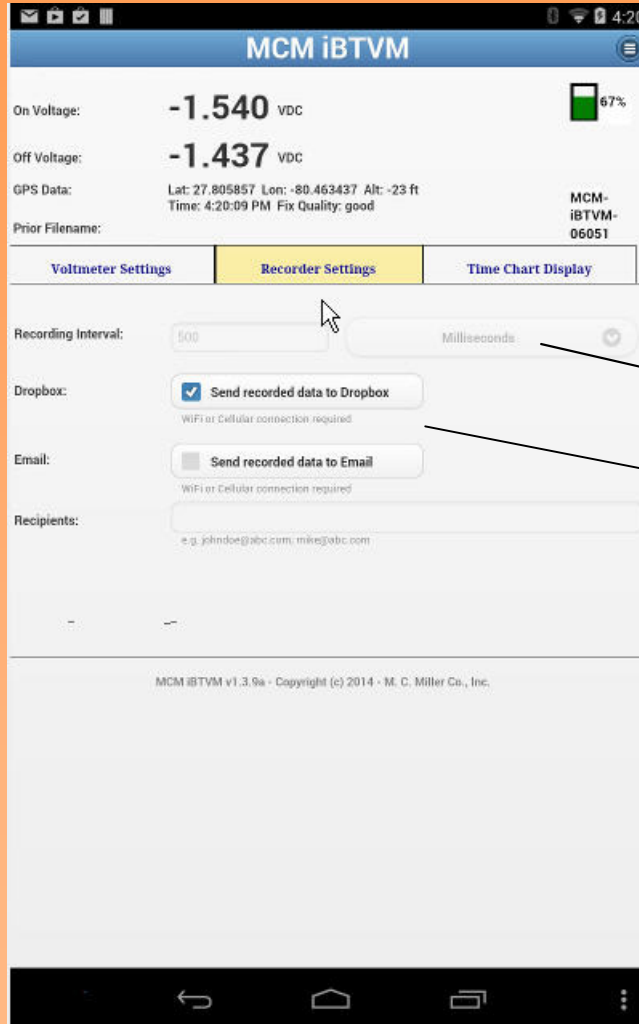 4:20
MCM iBTVM
On Voltage: -1.540 VDC 67%
Off Voltage: -1.437 VDC
GPS Data: Lat: 27.805857 Lon: -80.463437 Alt: -23 ft
Time: 4:20:09 PM Fix Quality: good
MCM-
iBTVM-
06051
Prior Filename:
Voltmeter Settings Recorder Settings Time Chart Display
Recording Interval: 500 Milliseconds
Dropbox: Send recorded data to Dropbox
WiFi or Cellular connection required
Email: Send recorded data to Email
WiFi or Cellular connection required
Recipients:
e.g. johndoe@abc.com, mike@abc.com
MCM iBTVM v1.3.9a - Copyright (c) 2014 - M. C. Miller Co., Inc.